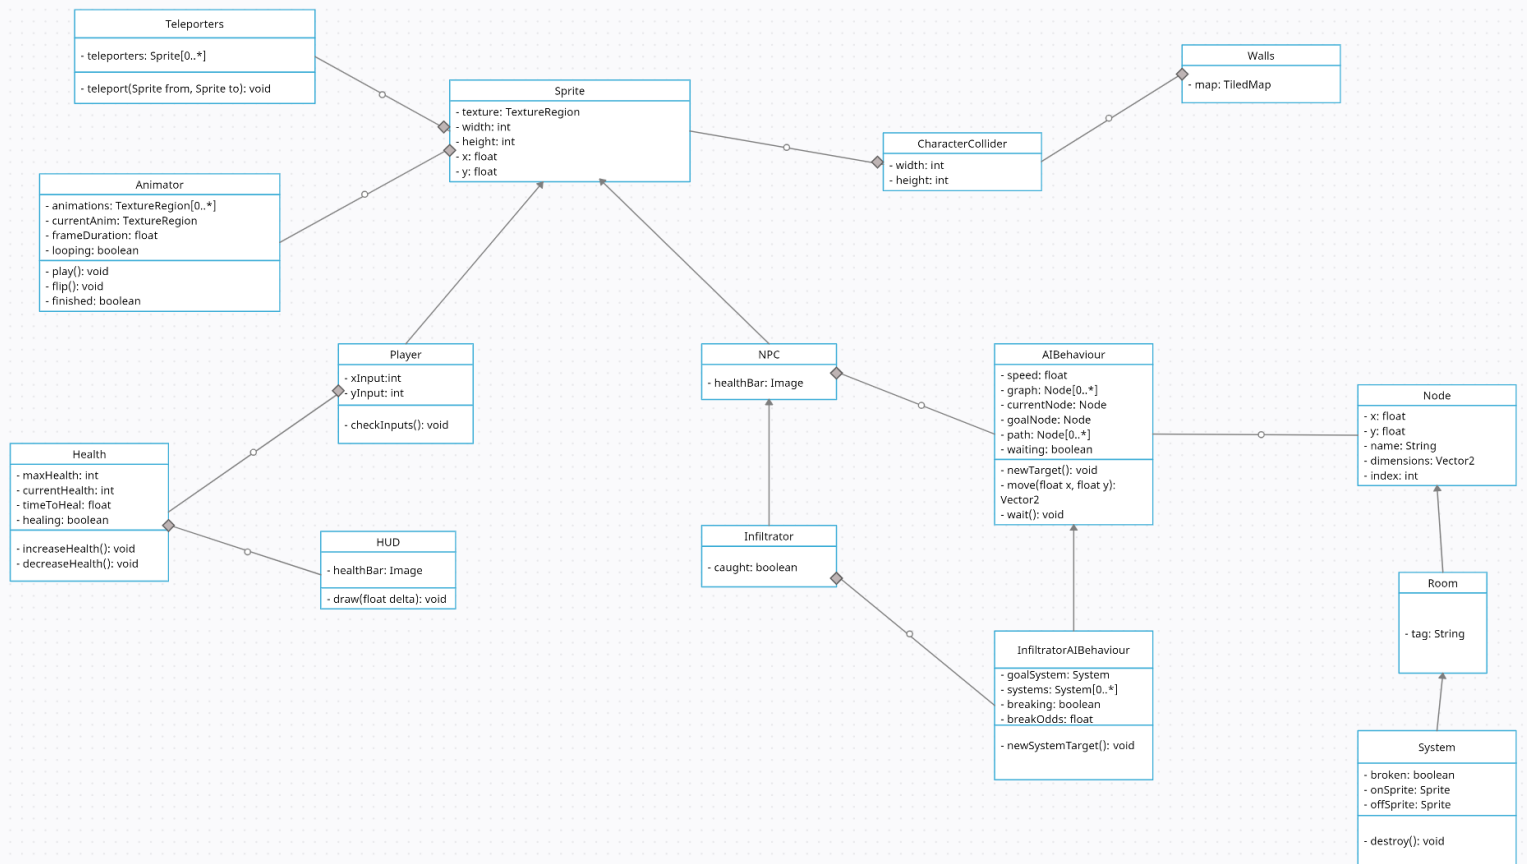 Teleporters
- teleporters: Sprite[0..*]
- teleport(Sprite from, Sprite to): void
Sprite
- texture: TextureRegion
- width: int
- height: int
- x: float
- y: float
Walls
- map: TiledMap
CharacterCollider
- width: int
- height: int
Animator
- animations: TextureRegion[0..*]
- currentAnim: TextureRegion
- frameDuration: float
- looping: boolean
- play(): void
- flip(): void
- finished: boolean
Player
- xInput:int
- yInput: int
- checkInputs(): void
NPC
- healthBar: Image
AIBehaviour
- speed: float
- graph: Node[0..*]
- currentNode: Node
- goalNode: Node
- path: Node[0..*]
- waiting: boolean
- newTarget(): void
- move(float x, float y):
Vector2
- wait(): void
Node
- x: float
- y: float
- name: String
- dimensions: Vector2
- index: int
Health
- maxHealth: int
- currentHealth: int
- timeToHeal: float
- healing: boolean
- increaseHealth(): void
- decreaseHealth(): void
HUD
- healthBar: Image
- draw(float delta): void
Infiltrator
- caught: boolean
Room
- tag: String
InfiltratorAIBehaviour
- goalSystem: System
- systems: System[0..*]
- breaking: boolean
- breakOdds: float
- newSystemTarget(): void
System
- broken: boolean
- onSprite: Sprite
- offSprite: Sprite
- destroy(): void